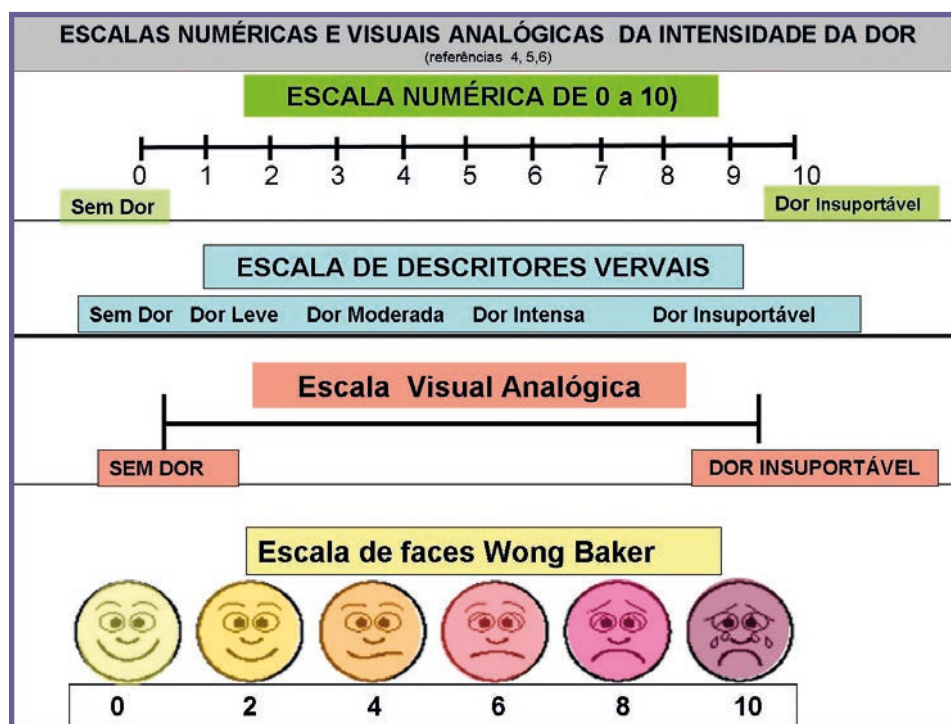 ESCALAS NUMÉRICAS E VISUAIS ANALÓGICAS DA INTENSIDADE DA DOR
(referências 4, 5,6)
ESCALA NUMÉRICA DE 0 a 10)
0 1 2 3 4 5 6 7 8 9 10
Sem Dor Dor Insuportável
ESCALA DE DESCRITORES VERVAIS
Sem Dor Dor Leve Dor Moderada Dor Intensa Dor Insuportável
Escala Visual Analógica
SEM DOR DOR INSUPORTÁVEL
Escala de faces Wong Baker
0 2 4 6 8 10